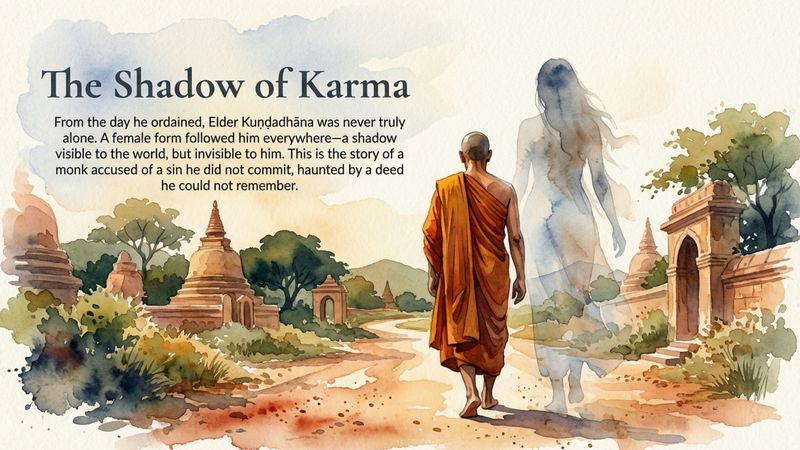 The Shadow of Karma
From the day he ordained, Elder Kuṇḍadhāna was never truly
alone. A female form followed him everywhere—a shadow
visible to the world, but invisible to him. This is the story of a
monk accused of a sin he did not commit, haunted by a deed
he could not remember.